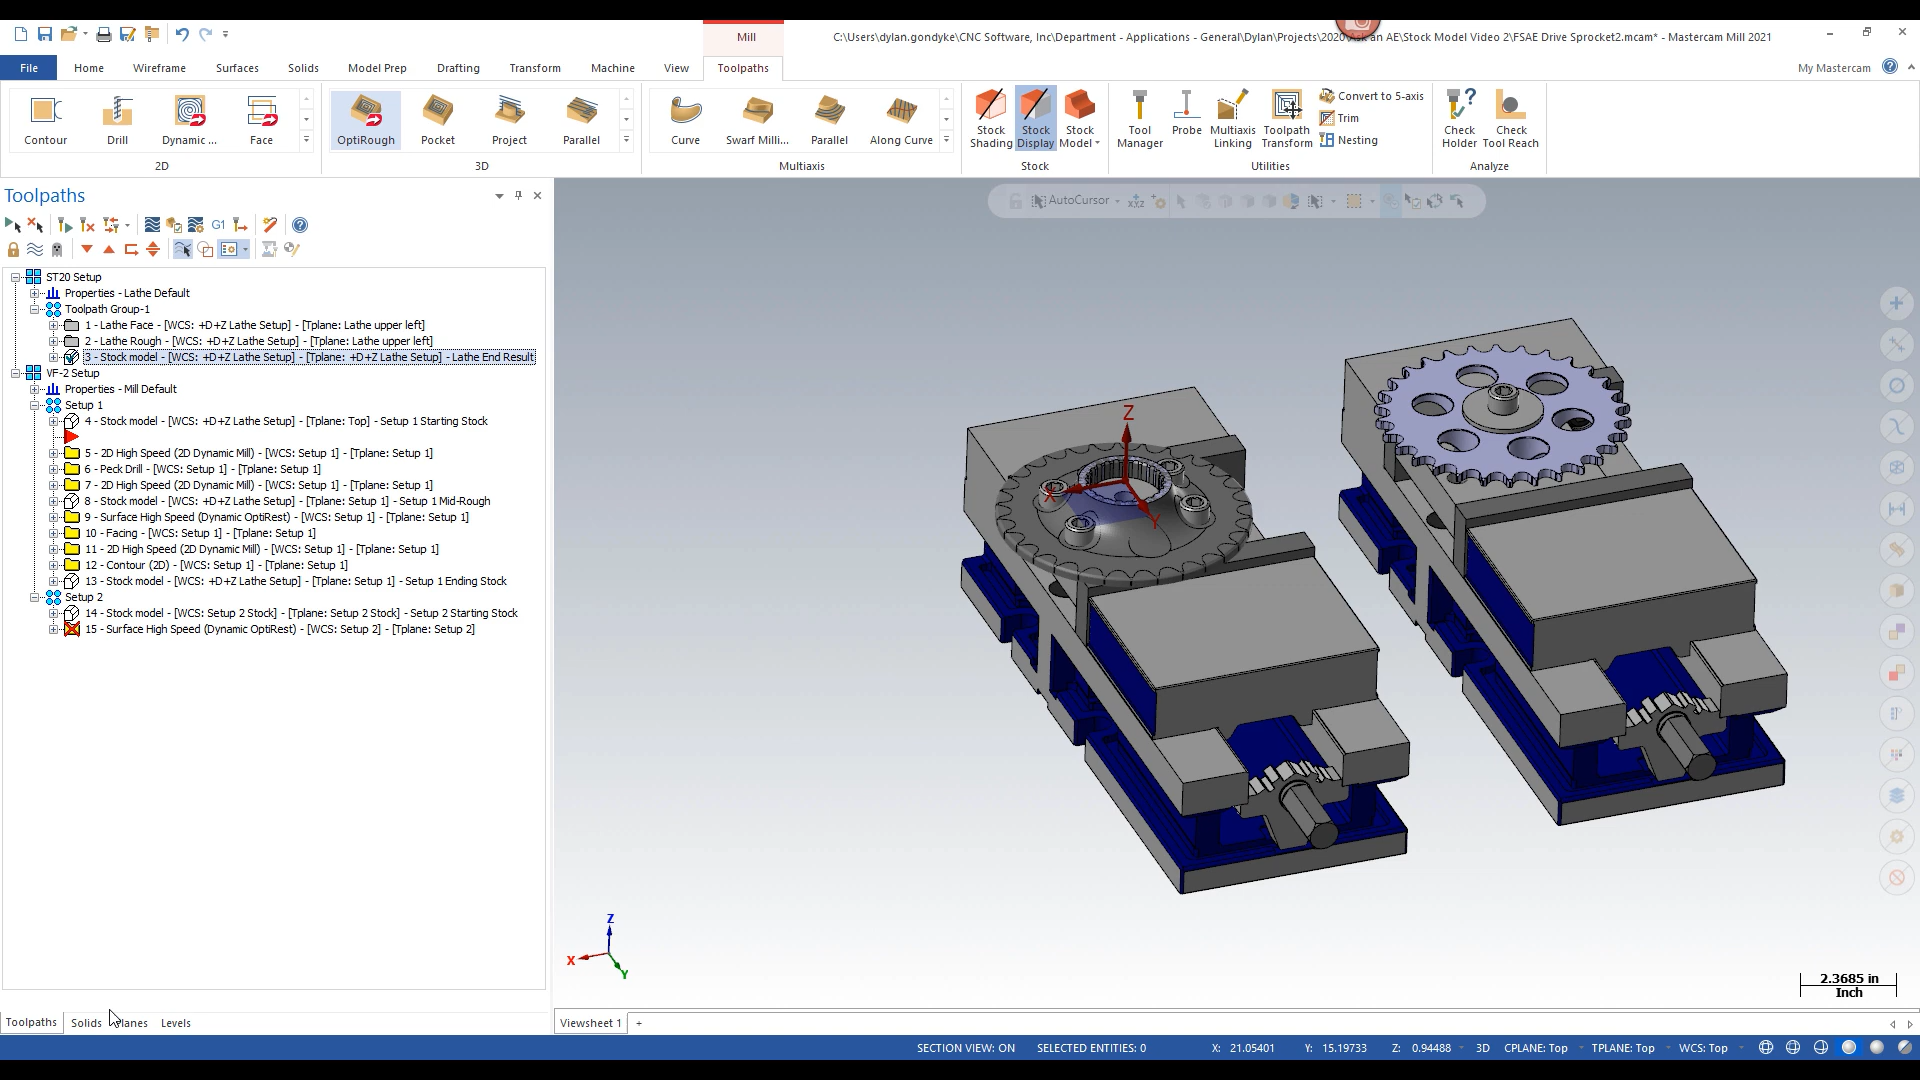 Mill
C:\Users\dylan.gondyke\CNC Software, Inc\Department - Applications - General\Dylan\Projects\2020\Ask an AE\Stock Model Video 2\FSAE Drive Sprocket2.mcam* - Mastercam Mill 2021
File Home Wireframe Surfaces Solids Model Prep Drafting Transform Machine View Toolpaths My Mastercam
Contour Drill Dynamic ... Face
2D
OptiRough Pocket Project Parallel
3D
Curve Swarf Milli... Parallel Along Curve
Multiaxis
Stock Shading Stock Display Stock Model
Stock
Tool Manager Probe Multiaxis Linking Toolpath Transform
Convert to 5-axis
Trim
Nesting
Utilities
Check Holder Check Tool Reach
Analyze
Toolpaths
G1
AutoCursor
ST20 Setup
Properties - Lathe Default
Toolpath Group-1
1 - Lathe Face - [WCS: +D+Z Lathe Setup] - [Tplane: Lathe upper left]
2 - Lathe Rough - [WCS: +D+Z Lathe Setup] - [Tplane: Lathe upper left]
3 - Stock model - [WCS: +D+Z Lathe Setup] - [Tplane: +D+Z Lathe Setup] - Lathe End Result
VF-2 Setup
Properties - Mill Default
Setup 1
4 - Stock model - [WCS: +D+Z Lathe Setup] - [Tplane: Top] - Setup 1 Starting Stock
5 - 2D High Speed (2D Dynamic Mill) - [WCS: Setup 1] - [Tplane: Setup 1]
6 - Peck Drill - [WCS: Setup 1] - [Tplane: Setup 1]
7 - 2D High Speed (2D Dynamic Mill) - [WCS: Setup 1] - [Tplane: Setup 1]
8 - Stock model - [WCS: +D+Z Lathe Setup] - [Tplane: Setup 1] - Setup 1 Mid-Rough
9 - Surface High Speed (Dynamic OptiRest) - [WCS: Setup 1] - [Tplane: Setup 1]
10 - Facing - [WCS: Setup 1] - [Tplane: Setup 1]
11 - 2D High Speed (2D Dynamic Mill) - [WCS: Setup 1] - [Tplane: Setup 1]
12 - Contour (2D) - [WCS: Setup 1] - [Tplane: Setup 1]
13 - Stock model - [WCS: +D+Z Lathe Setup] - [Tplane: Setup 1] - Setup 1 Ending Stock
Setup 2
14 - Stock model - [WCS: Setup 2 Stock] - [Tplane: Setup 2 Stock] - Setup 2 Starting Stock
15 - Surface High Speed (Dynamic OptiRest) - [WCS: Setup 2] - [Tplane: Setup 2]
Z
X
Y
Z
X
Y
2.3685 in
Inch
Toolpaths Solids Planes Levels
Viewsheet 1 +
SECTION VIEW: ON SELECTED ENTITIES: 0 X: 21.05401 Y: 15.19733 Z: 0.94488 3D CPLANE: Top TPLANE: Top WCS: Top